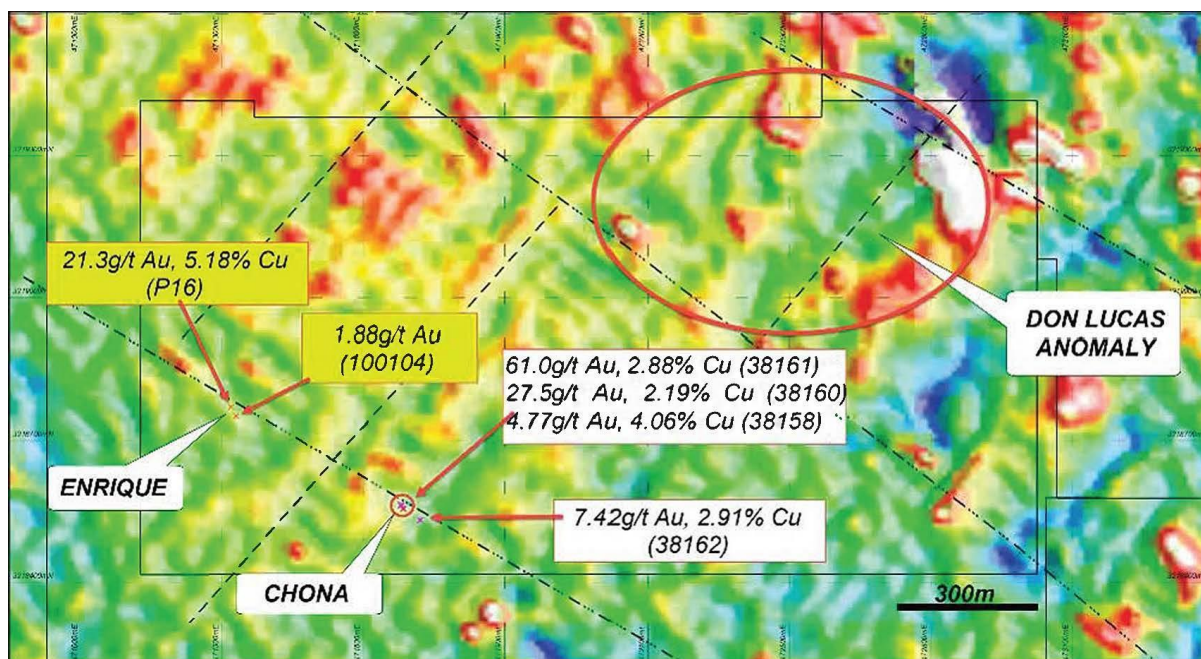 21.3g/t Au, 5.18% Cu
(P16)
1.88g/t Au
(100104)
61.0g/t Au, 2.88% Cu (38161)
27.5g/t Au, 2.19% Cu (38160)
4.77g/t Au, 4.06% Cu (38158)
DON LUCAS
ANOMALY
ENRIQUE
7.42g/t Au, 2.91% Cu
(38162)
CHONA
300m